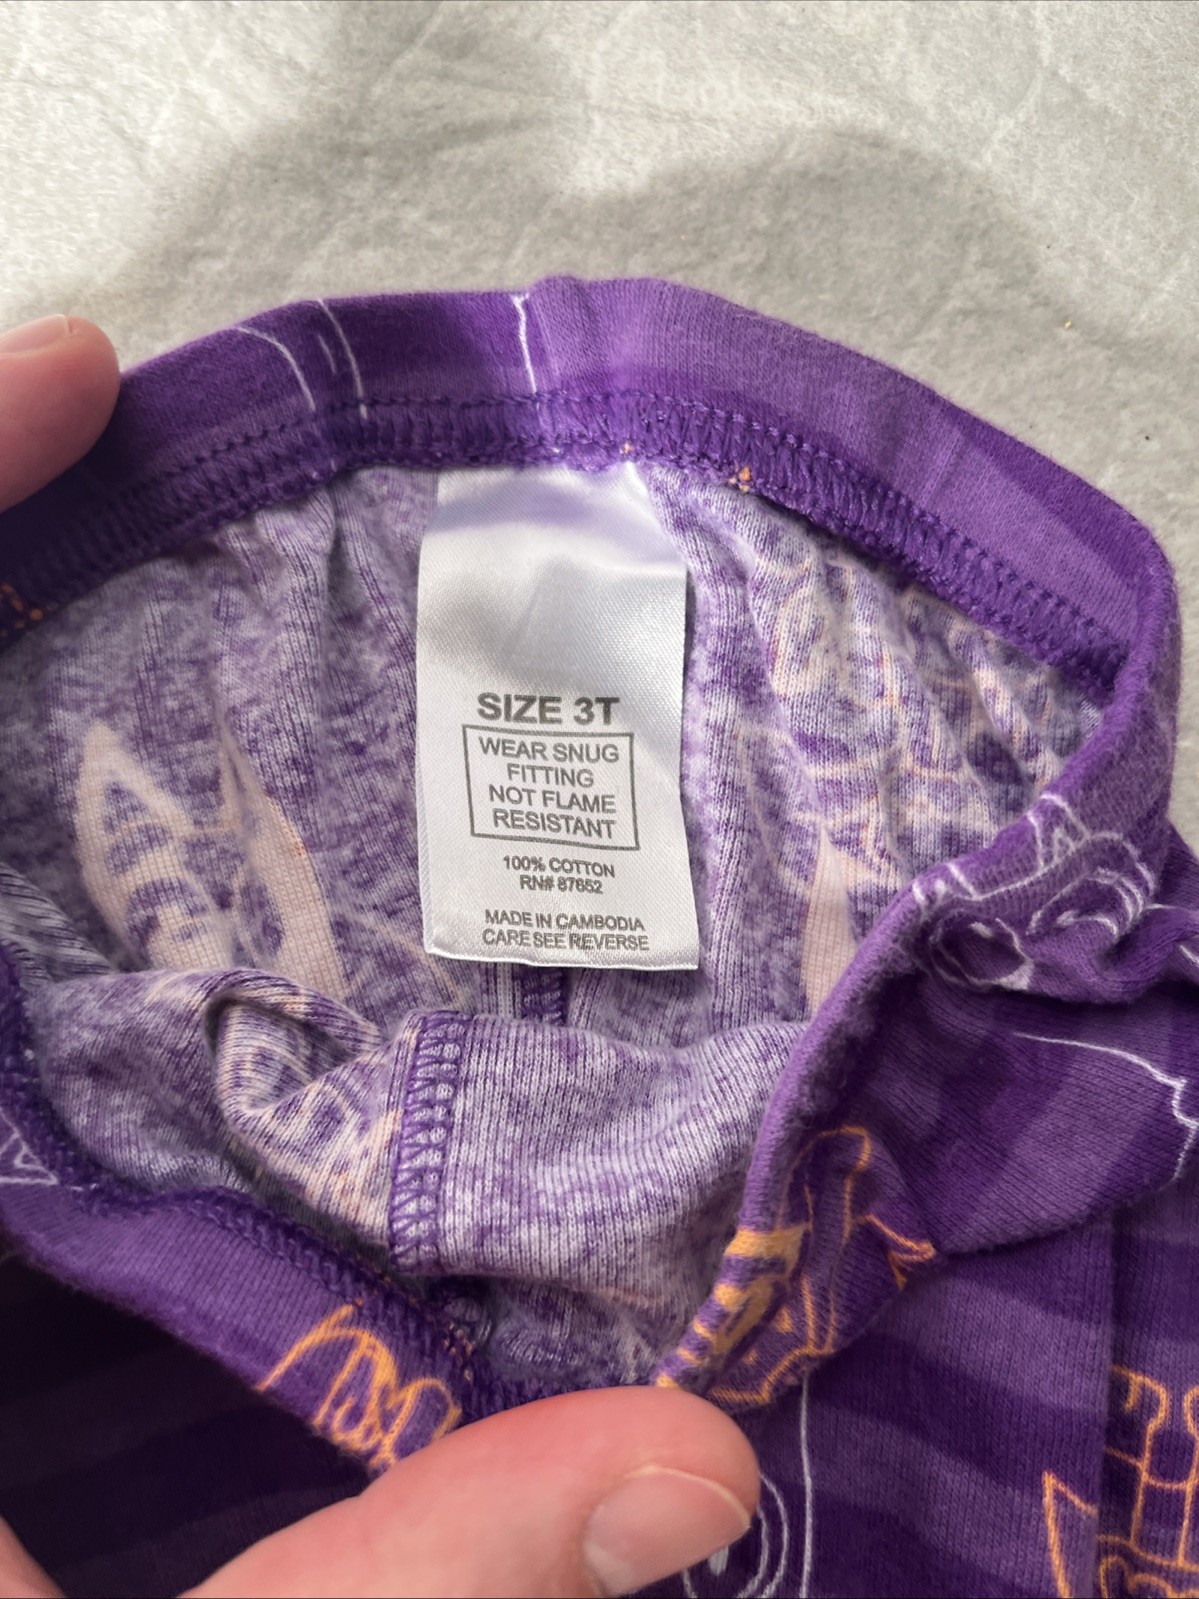 SIZE 3T
WEAR SNUG
FITTING
NOT FLAME
RESISTANT
100% COTTON
RN# 87652
MADE IN CAMBODIA
CARE SEE REVERSE